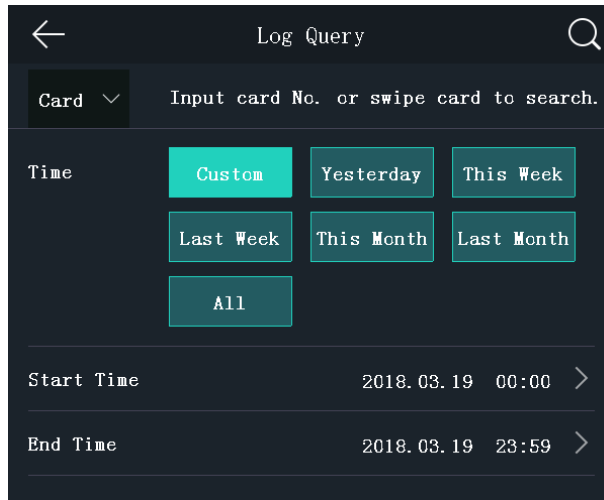 Log Query
Card Input card No. or swipe card to search.
Time Custom Yesterday This Week
Last Week This Month Last Month
All
Start Time 2018.03.19 00:00
End Time 2018.03.19 23:59